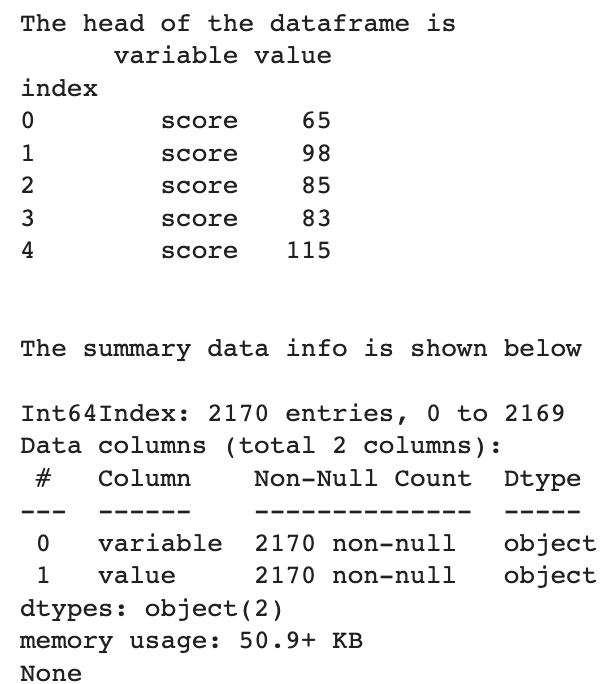 The head of the dataframe is
variable value
index
0 score 65
1 score 98
2 score 85
3 score 83
4 score 115
The summary data info is shown below
Int64Index: 2170 entries, 0 to 2169
Data columns (total 2 columns):
# Column Non-Null Count Dtype
--- ------ -------------- -----
0 variable 2170 non-null object
1 value 2170 non-null object
dtypes: object(2)
memory usage: 50.9+ KB
None